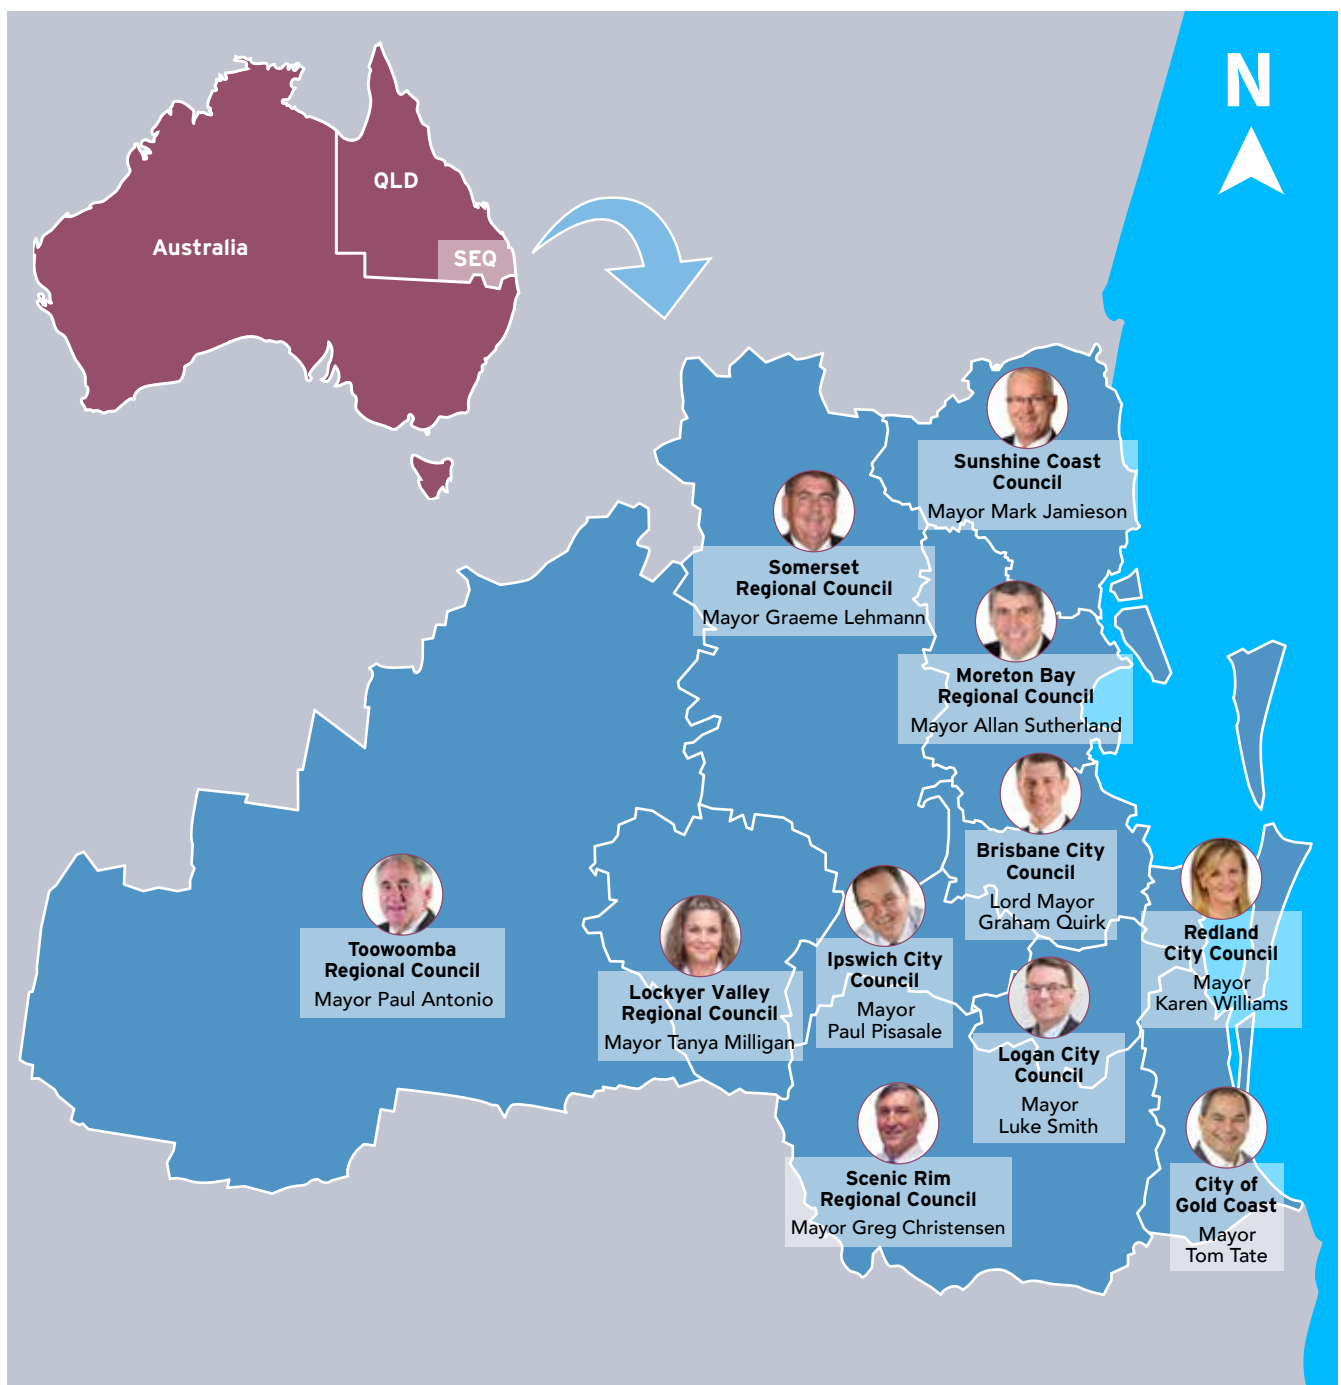 N
QLD
Australia
SEQ
Sunshine Coast
Council
Mayor Mark Jamieson
Somerset
Regional Council
Mayor Graeme Lehmann
Moreton Bay
Regional Council
Mayor Allan Sutherland
Brisbane City
Council
Lord Mayor
Graham Quirk
Redland
City Council
Mayor
Karen Williams
Toowoomba
Regional Council
Mayor Paul Antonio
Lockyer Valley
Regional Council
Mayor Tanya Milligan
Ipswich City
Council
Mayor
Paul Pisasale
Logan City
Council
Mayor
Luke Smith
Scenic Rim
Regional Council
Mayor Greg Christensen
City of
Gold Coast
Mayor
Tom Tate